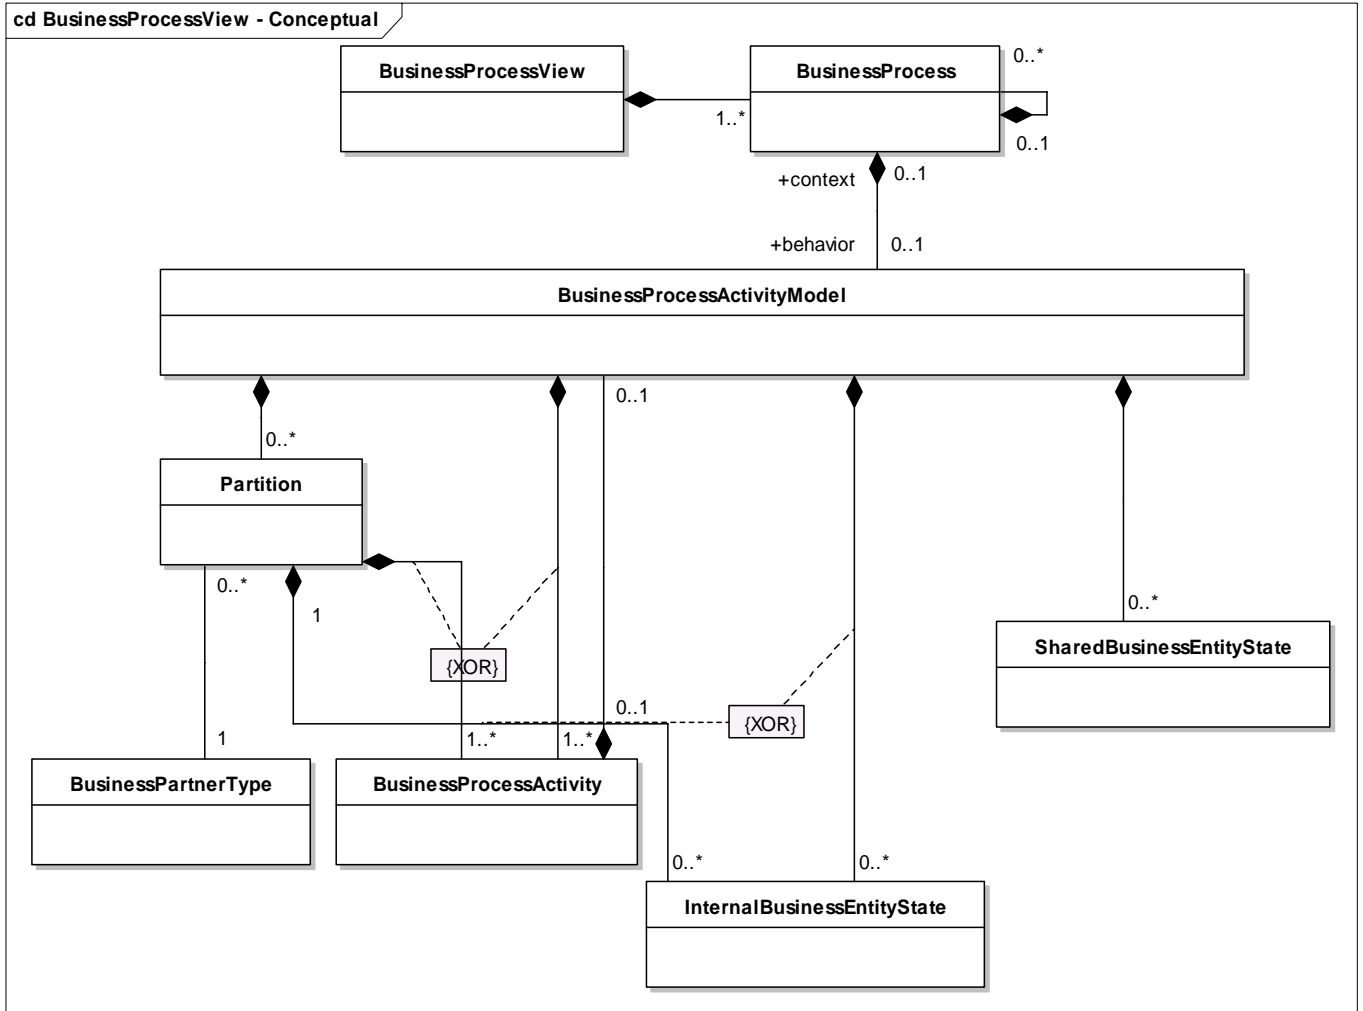 cd BusinessProcessView - Conceptual
BusinessProcessView
BusinessProcess
0..*
1..*
0..1
+context
0..1
+behavior
0..1
BusinessProcessActivityModel
0..1
0..*
Partition
0..*
1
0..*
SharedBusinessEntityState
{XOR}
0..1
{XOR}
1
1..*
1..*
BusinessPartnerType
BusinessProcessActivity
0..*
0..*
InternalBusinessEntityState